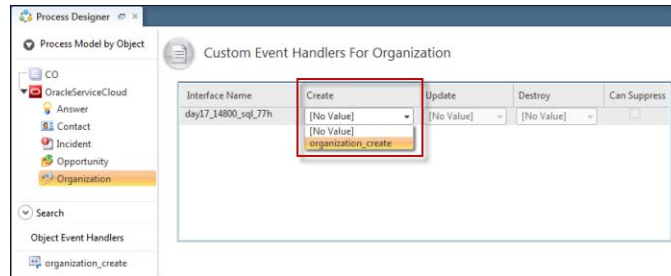 Process Designer
Process Model by Object
CO
OracleServiceCloud
Answer
Contact
Incident
Opportunity
Organization
Search
Object Event Handlers
organization_create
Custom Event Handlers For Organization
Interface Name Create Update Destroy Can Suppress
day17_14800_sql_77h [No Value] [No Value] [No Value]
[No Value]
organization_create